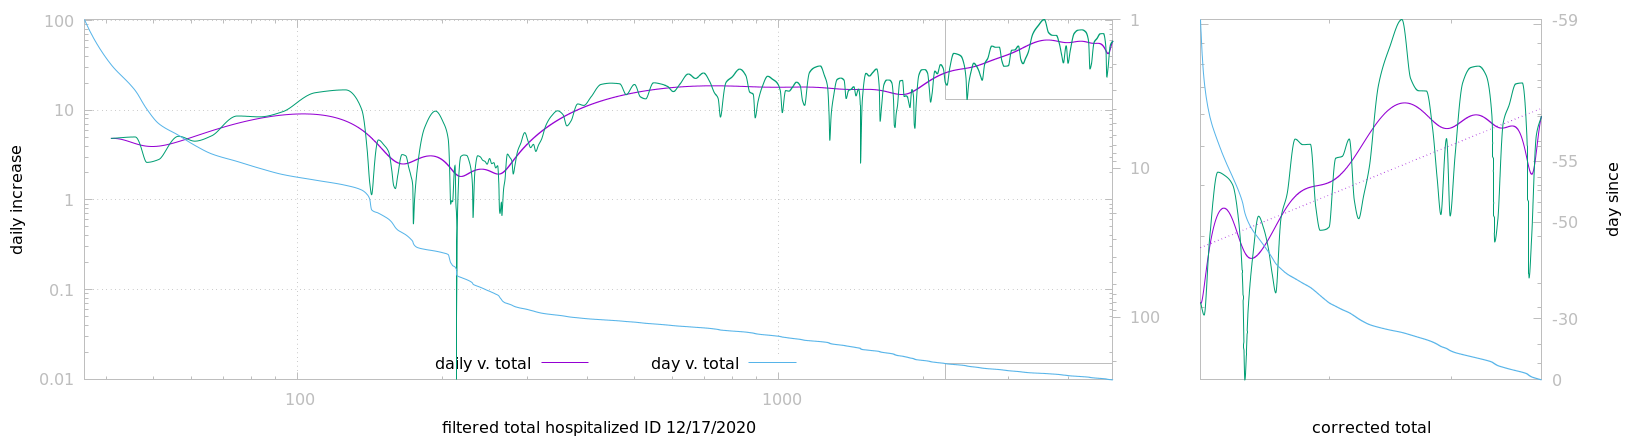 100
10
1
0.1
0.01
daily increase
100
1000
filtered total hospitalized ID 12/17/2020
daily v. total
day v. total
1
10
100
-59
-55
-50
-30
0
day since
corrected total